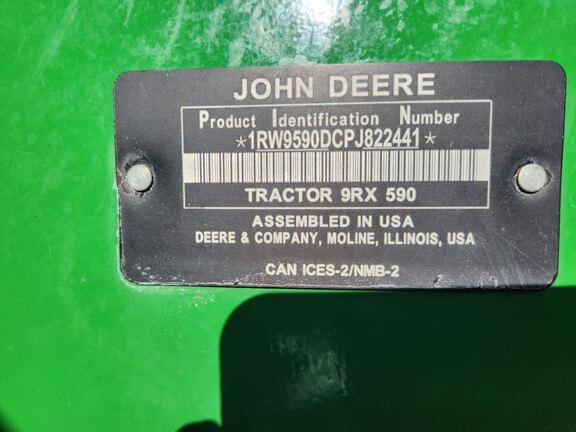 JOHN DEERE
Product Identification Number
*1RW9590DCPJ822441*
TRACTOR 9RX 590
ASSEMBLED IN USA
DEERE & COMPANY, MOLINE, ILLINOIS, USA
CAN ICES-2/NMB-2